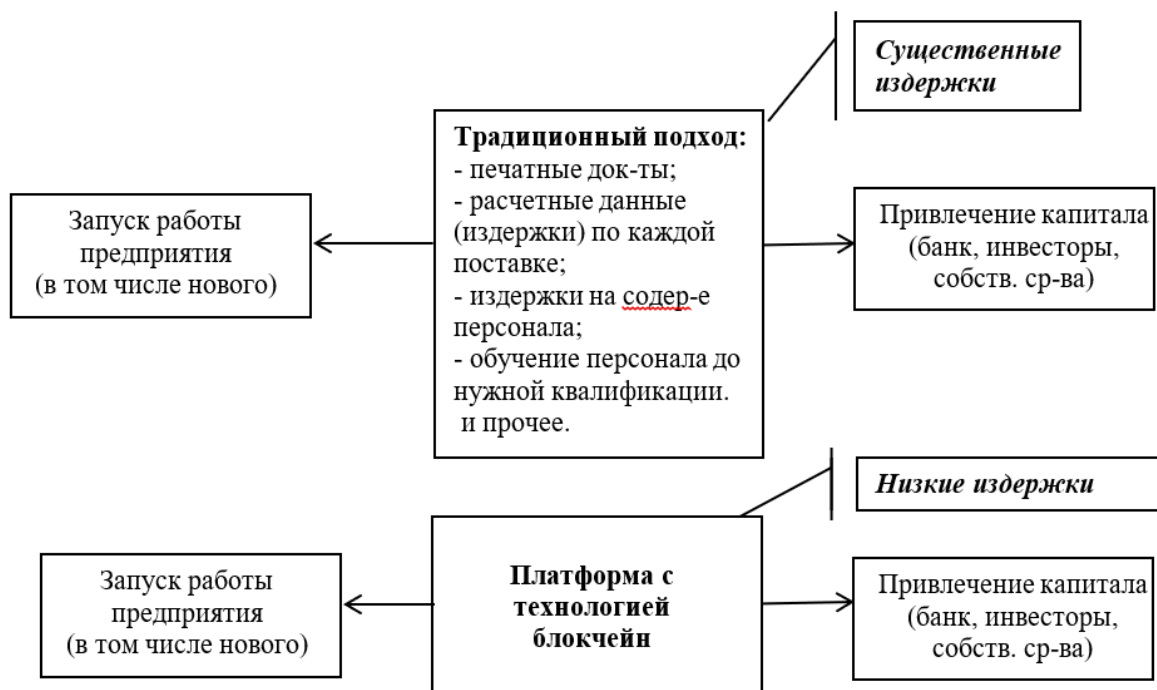 Существенные
издержки
Традиционный подход:
- печатные док-ты;
- расчетные данные
(издержки) по каждой
поставке;
- издержки на содер-е
персонала;
- обучение персонала до
нужной квалификации.
и прочее.
Запуск работы
предприятия
(в том числе нового)
Привлечение капитала
(банк, инвесторы,
собств. ср-ва)
Низкие издержки
Платформа с
технологией
блокчейн
Запуск работы
предприятия
(в том числе нового)
Привлечение капитала
(банк, инвесторы,
собств. ср-ва)